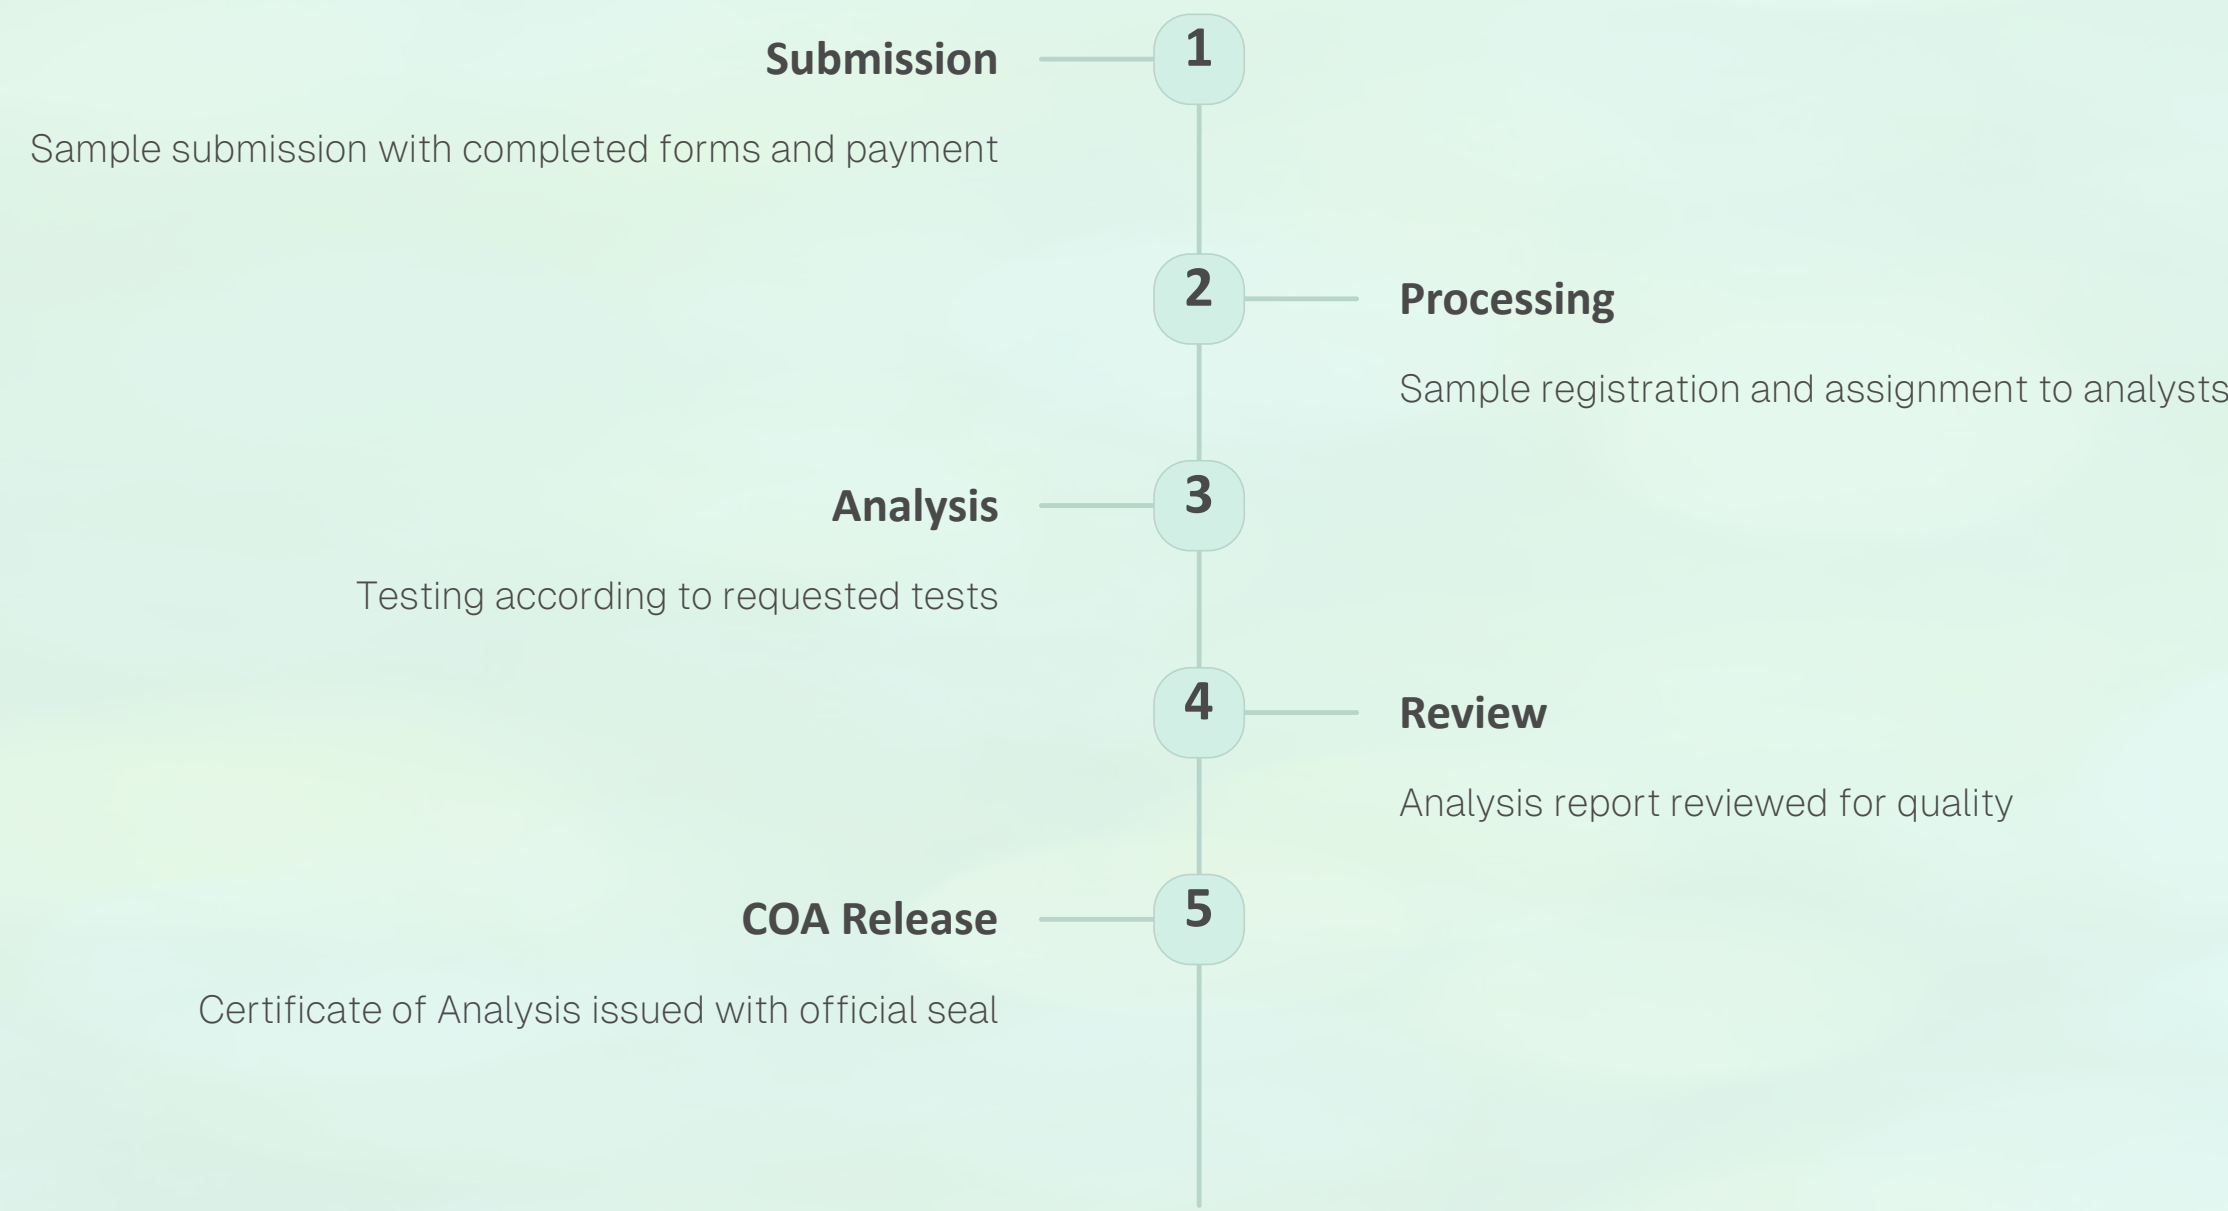 Submission
1
Sample submission with completed forms and payment
2
Processing
Sample registration and assignment to analysts
Analysis
3
Testing according to requested tests
4
Review
Analysis report reviewed for quality
COA Release
5
Certificate of Analysis issued with official seal